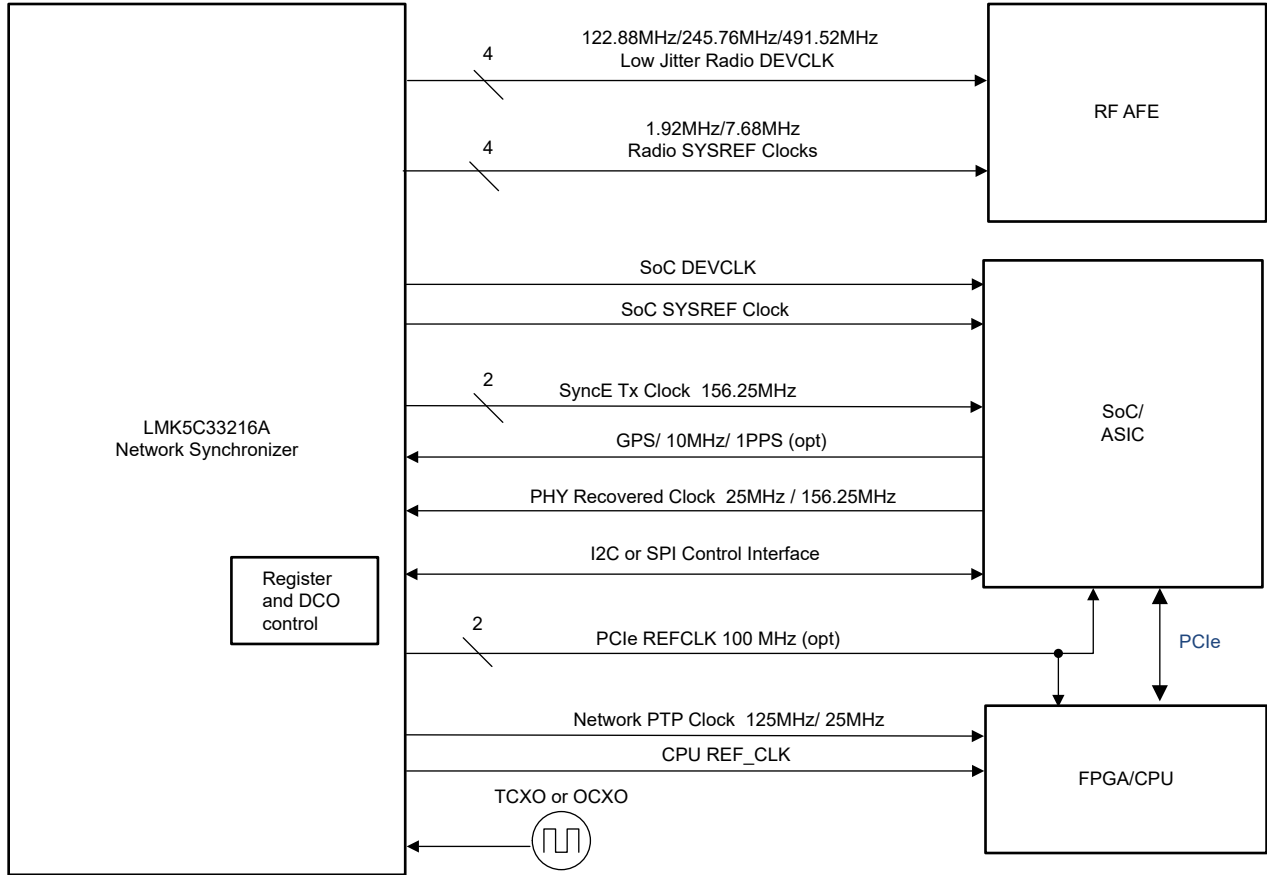 122.88MHz/245.76MHz/491.52MHz
Low Jitter Radio DEVCLK
4
RF AFE
1.92MHz/7.68MHz
Radio SYSREF Clocks
4
SoC DEVCLK
SoC SYSREF Clock
2
SyncE Tx Clock 156.25MHz
LMK5C33216A
Network Synchronizer
SoC/
ASIC
GPS/ 10MHz/ 1PPS (opt)
PHY Recovered Clock 25MHz / 156.25MHz
I2C or SPI Control Interface
Register
and DCO
control
2
PCIe REFCLK 100 MHz (opt)
PCIe
Network PTP Clock 125MHz/ 25MHz
CPU REF_CLK
FPGA/CPU
TCXO or OCXO